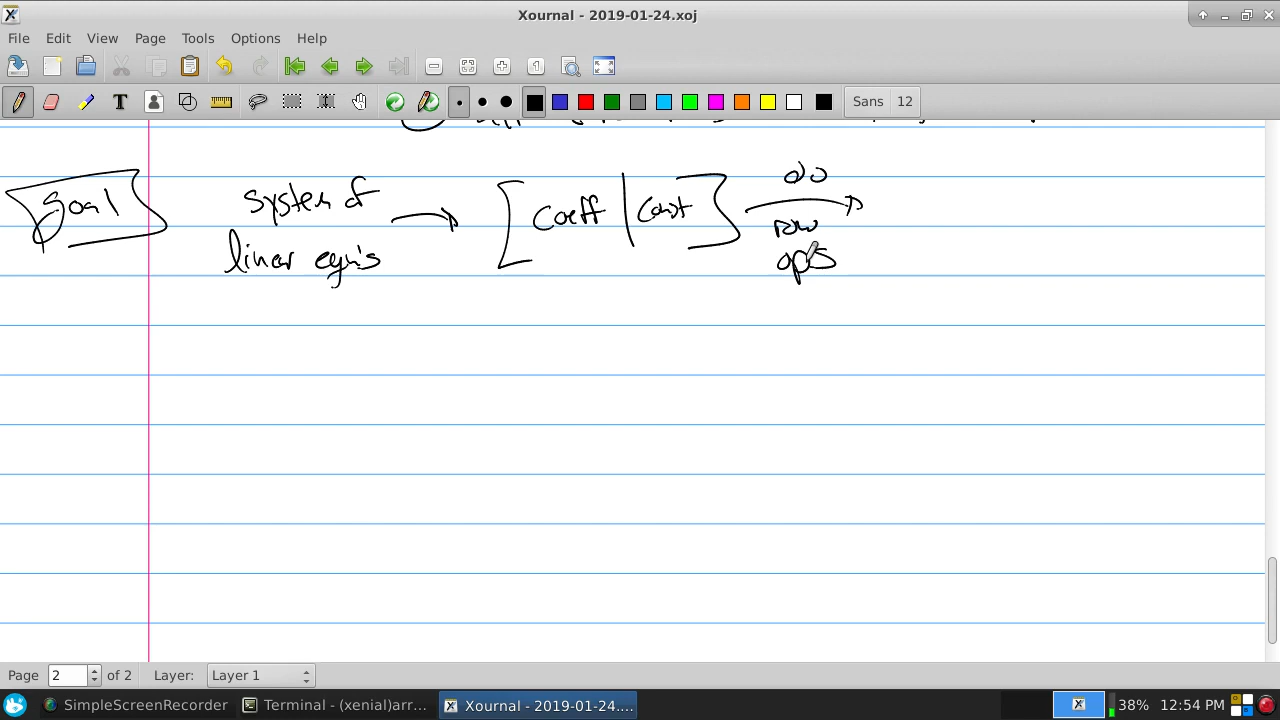 Xournal - 2019-01-24.xoj
File Edit View Page Tools Options Help
Sans 12
Goal
system of
linear eqn's
[ Coeff | Const ]
do
row
ops
Page 2 of 2 Layer: Layer 1
SimpleScreenRecorder Terminal - (xenial)arr... Xournal - 2019-01-24.... 38% 12:54 PM